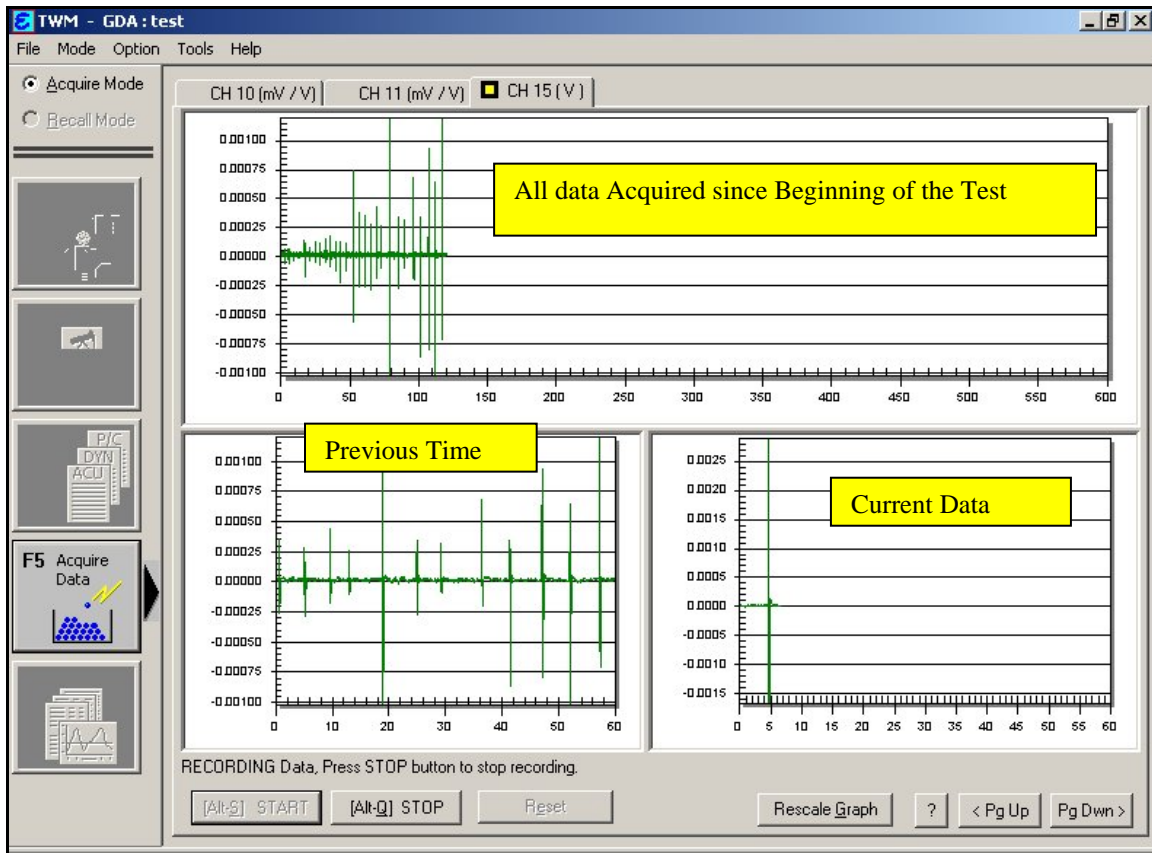 TWM - GDA : test
File Mode Option Tools Help
Acquire Mode
Recall Mode
P/C
DYN
ACU
F5 Acquire
Data
CH 10 (mV / V) CH 11 (mV / V) CH 15 ( V )
All data Acquired since Beginning of the Test
0.00100
0.00075
0.00050
0.00025
0.00000
-0.00025
-0.00050
-0.00075
-0.00100
0 50 100 150 200 250 300 350 400 450 500 550 600
Previous Time
0.00100
0.00075
0.00050
0.00025
0.00000
-0.00025
-0.00050
-0.00075
-0.00100
0 10 20 30 40 50 60
Current Data
0.0025
0.0020
0.0015
0.0010
0.0005
0.0000
-0.0005
-0.0010
-0.0015
0 5 10 15 20 25 30 35 40 45 50 55 60
RECORDING Data, Press STOP button to stop recording.
[Alt-S] START [Alt-Q] STOP Reset Rescale Graph ? < Pg Up Pg Dwn >